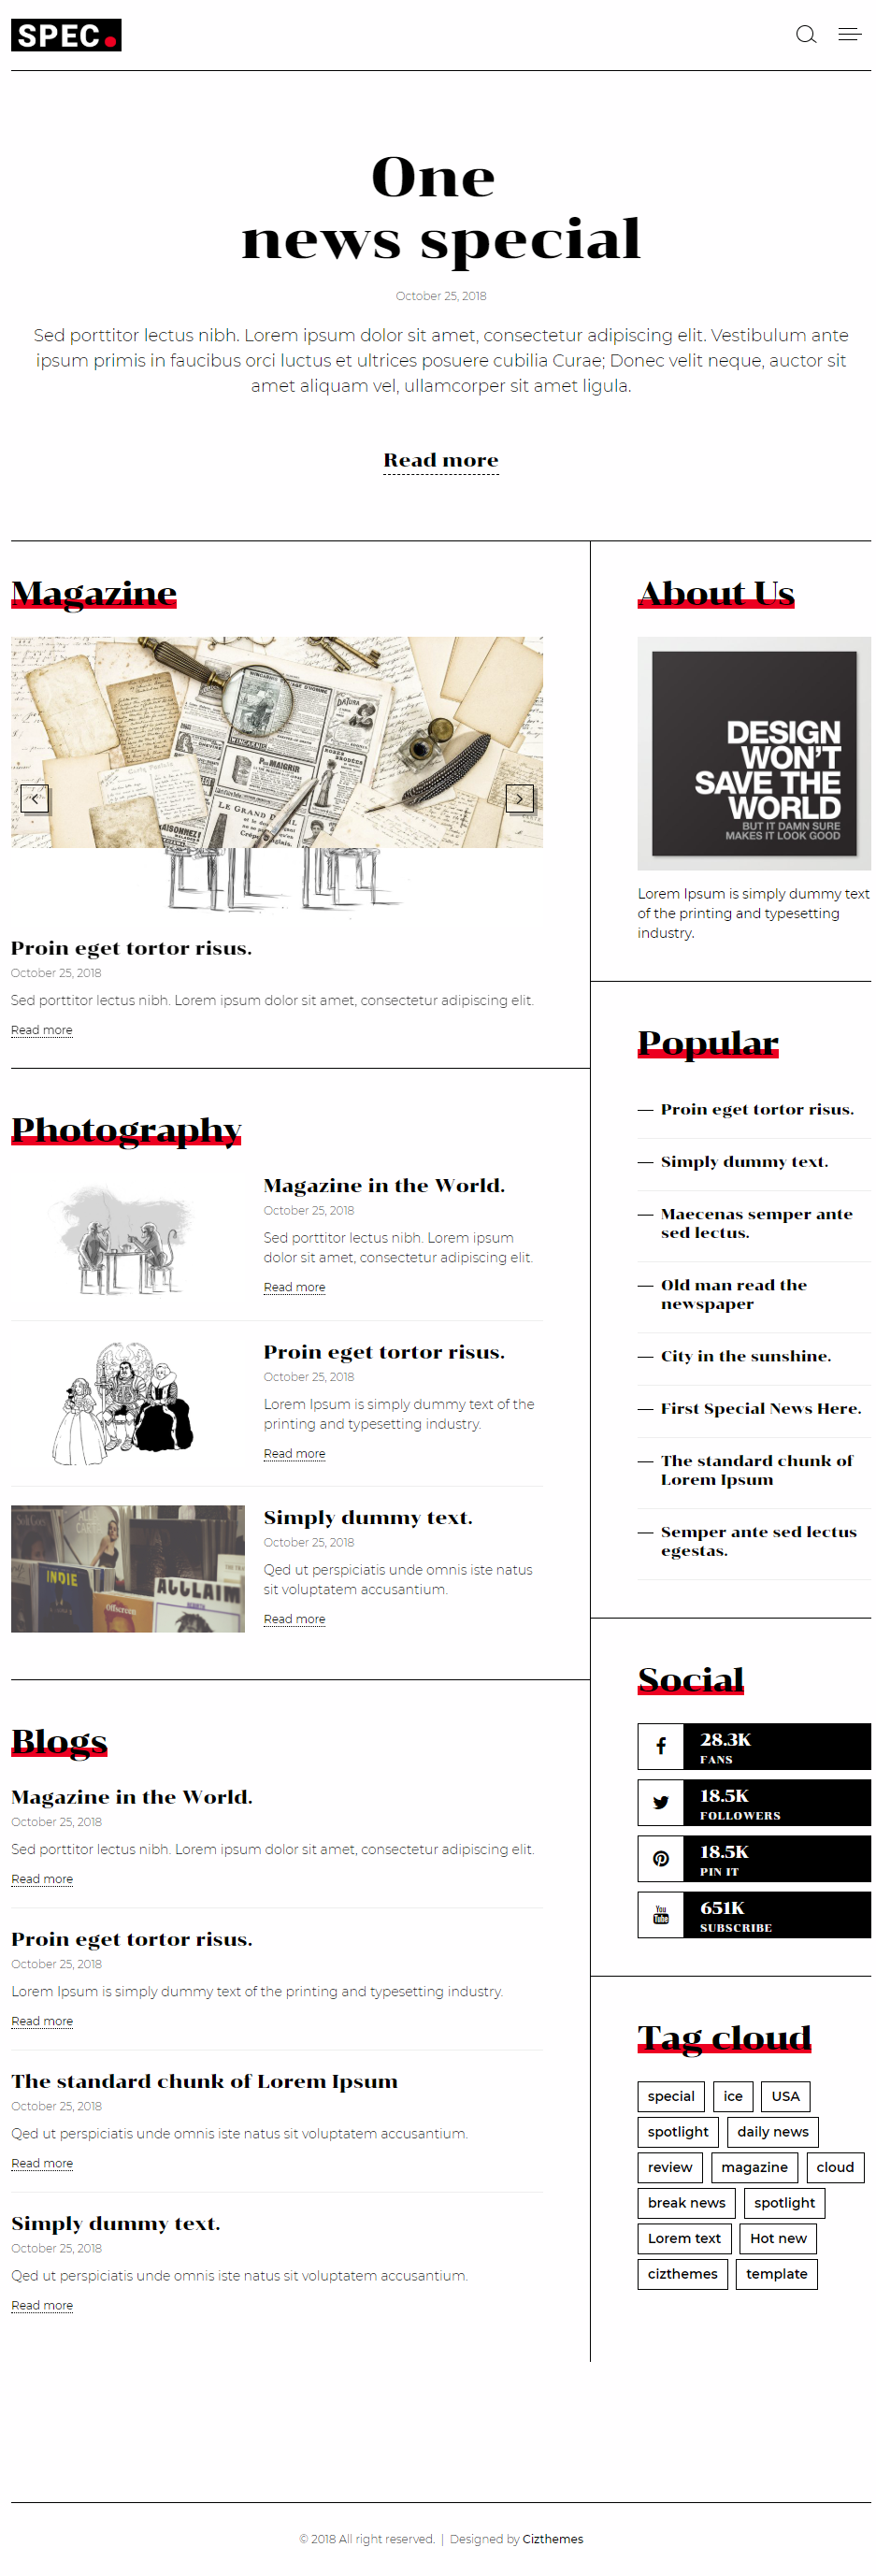 SPEC.
One
news special
October 25, 2018
Sed porttitor lectus nibh. Lorem ipsum dolor sit amet, consectetur adipiscing elit. Vestibulum ante
ipsum primis in faucibus orci luctus et ultrices posuere cubilia Curae; Donec velit neque, auctor sit
amet aliquam vel, ullamcorper sit amet ligula.
Read more
Magazine
LE GRAND
Proin eget tortor risus.
October 25, 2018
Sed porttitor lectus nibh. Lorem ipsum dolor sit amet, consectetur adipiscing elit.
Read more
Photography
Magazine in the World.
October 25, 2018
Sed porttitor lectus nibh. Lorem ipsum
dolor sit amet, consectetur adipiscing elit.
Read more
Proin eget tortor risus.
October 25, 2018
Lorem Ipsum is simply dummy text of the
printing and typesetting industry.
Read more
INDIE
Offscreen
ACCLAIM
Simply dummy text.
October 25, 2018
Qed ut perspiciatis unde omnis iste natus
sit voluptatem accusantium.
Read more
Blogs
Magazine in the World.
October 25, 2018
Sed porttitor lectus nibh. Lorem ipsum dolor sit amet, consectetur adipiscing elit.
Read more
Proin eget tortor risus.
October 25, 2018
Lorem Ipsum is simply dummy text of the printing and typesetting industry.
Read more
The standard chunk of Lorem Ipsum
October 25, 2018
Qed ut perspiciatis unde omnis iste natus sit voluptatem accusantium.
Read more
Simply dummy text.
October 25, 2018
Qed ut perspiciatis unde omnis iste natus sit voluptatem accusantium.
Read more
About Us
DESIGN
WON'T
SAVE THE
WORLD
BUT IT DAMN SURE
MAKES IT LOOK GOOD
Lorem Ipsum is simply dummy text
of the printing and typesetting
industry.
Popular
Proin eget tortor risus.
Simply dummy text.
Maecenas semper ante
sed lectus.
Old man read the
newspaper
City in the sunshine.
First Special News Here.
The standard chunk of
Lorem Ipsum
Semper ante sed lectus
egestas.
Social
28.3K
FANS
18.5K
FOLLOWERS
18.5K
PIN IT
You
Tube
651K
SUBSCRIBE
Tag cloud
special ice USA
spotlight daily news
review magazine cloud
break news spotlight
Lorem text Hot new
cizthemes template
© 2018 All right reserved. | Designed by Cizthemes